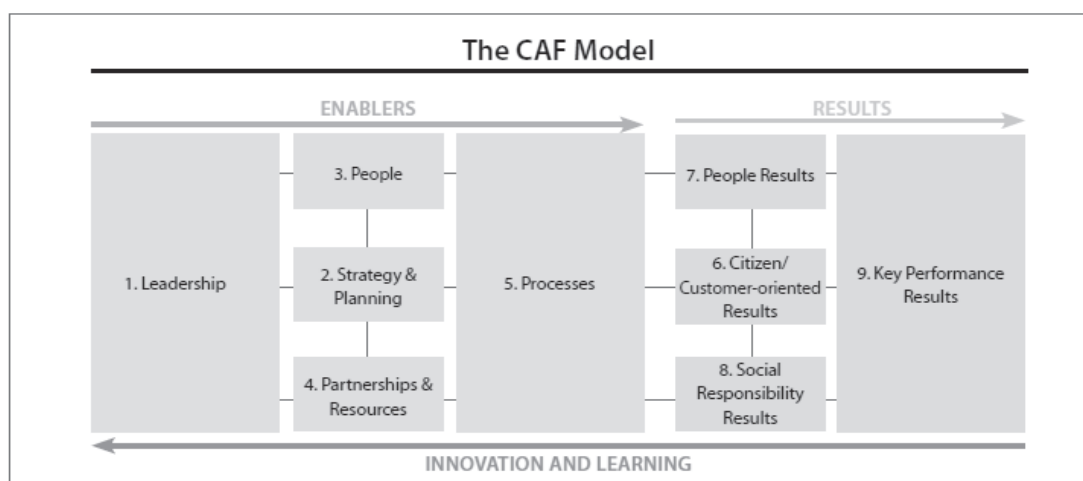 The CAF Model
ENABLERS
RESULTS
1. Leadership
3. People
2. Strategy &
Planning
4. Partnerships &
Resources
5. Processes
7. People Results
6. Citizen/
Customer-oriented
Results
8. Social
Responsibility
Results
9. Key Performance
Results
INNOVATION AND LEARNING